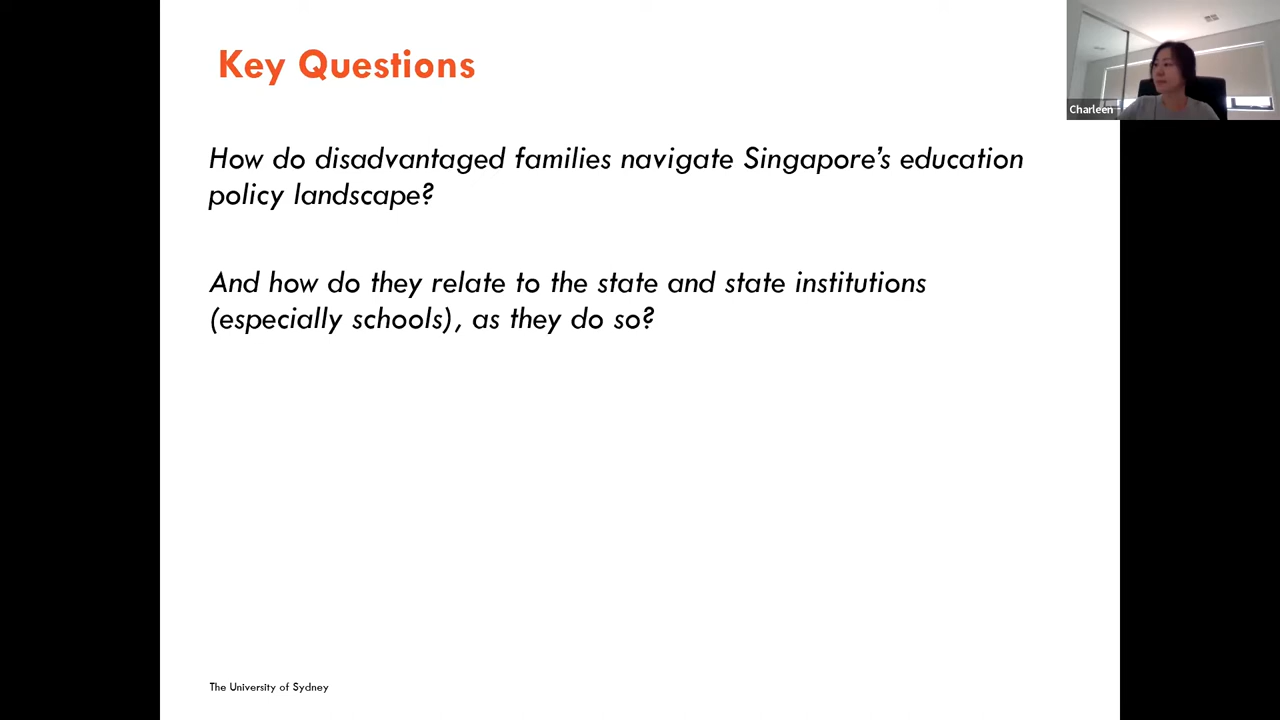 Key Questions
Charleen
How do disadvantaged families navigate Singapore’s education
policy landscape?
And how do they relate to the state and state institutions
(especially schools), as they do so?
The University of Sydney